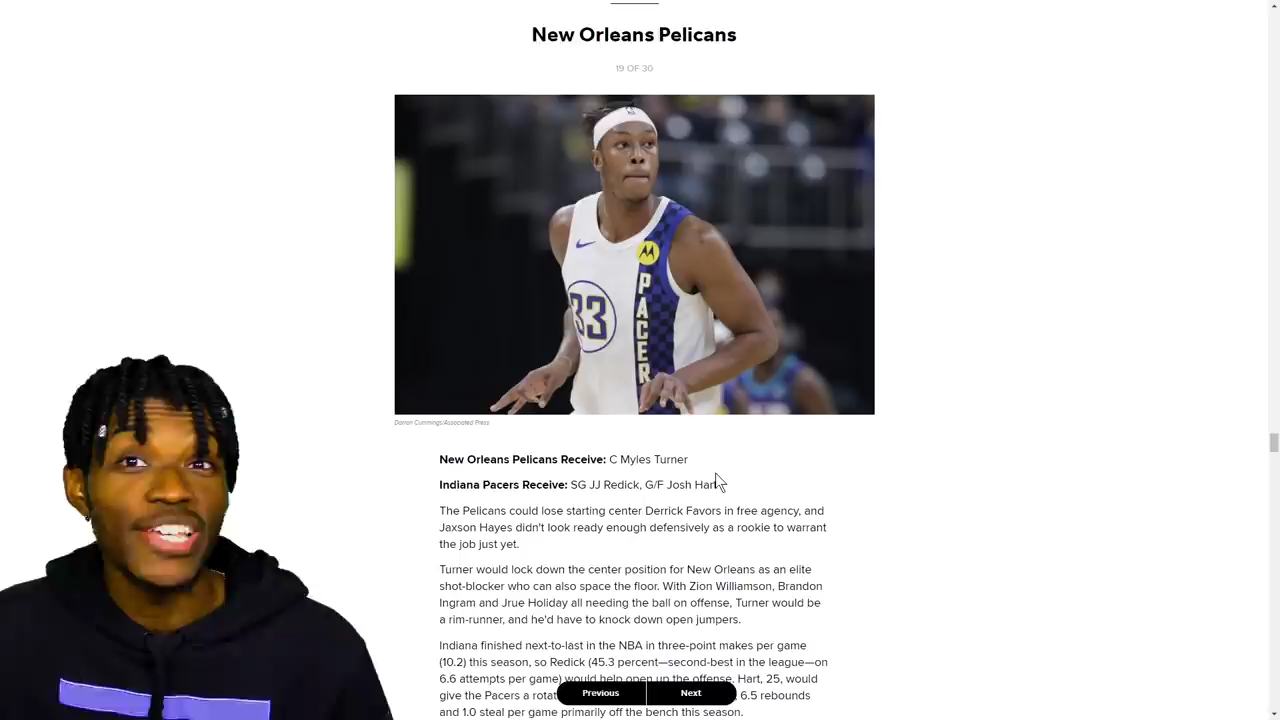 New Orleans Pelicans
19 OF 30
33
PACER
Darron Cummings/Associated Press
New Orleans Pelicans Receive: C Myles Turner
Indiana Pacers Receive: SG JJ Redick, G/F Josh Hart
The Pelicans could lose starting center Derrick Favors in free agency, and
Jaxson Hayes didn't look ready enough defensively as a rookie to warrant
the job just yet.
Turner would lock down the center position for New Orleans as an elite
shot-blocker who can also space the floor. With Zion Williamson, Brandon
Ingram and Jrue Holiday all needing the ball on offense, Turner would be
a rim-runner, and he'd have to knock down open jumpers.
Indiana finished next-to-last in the NBA in three-point makes per game
(10.2) this season, so Redick (45.3 percent—second-best in the league—on
6.6 attempts per game) would help open up the offense. Hart, 25, would
give the Pacers a 6.5 rebounds
Previous Next
and 1.0 steal per game primarily off the bench this season.